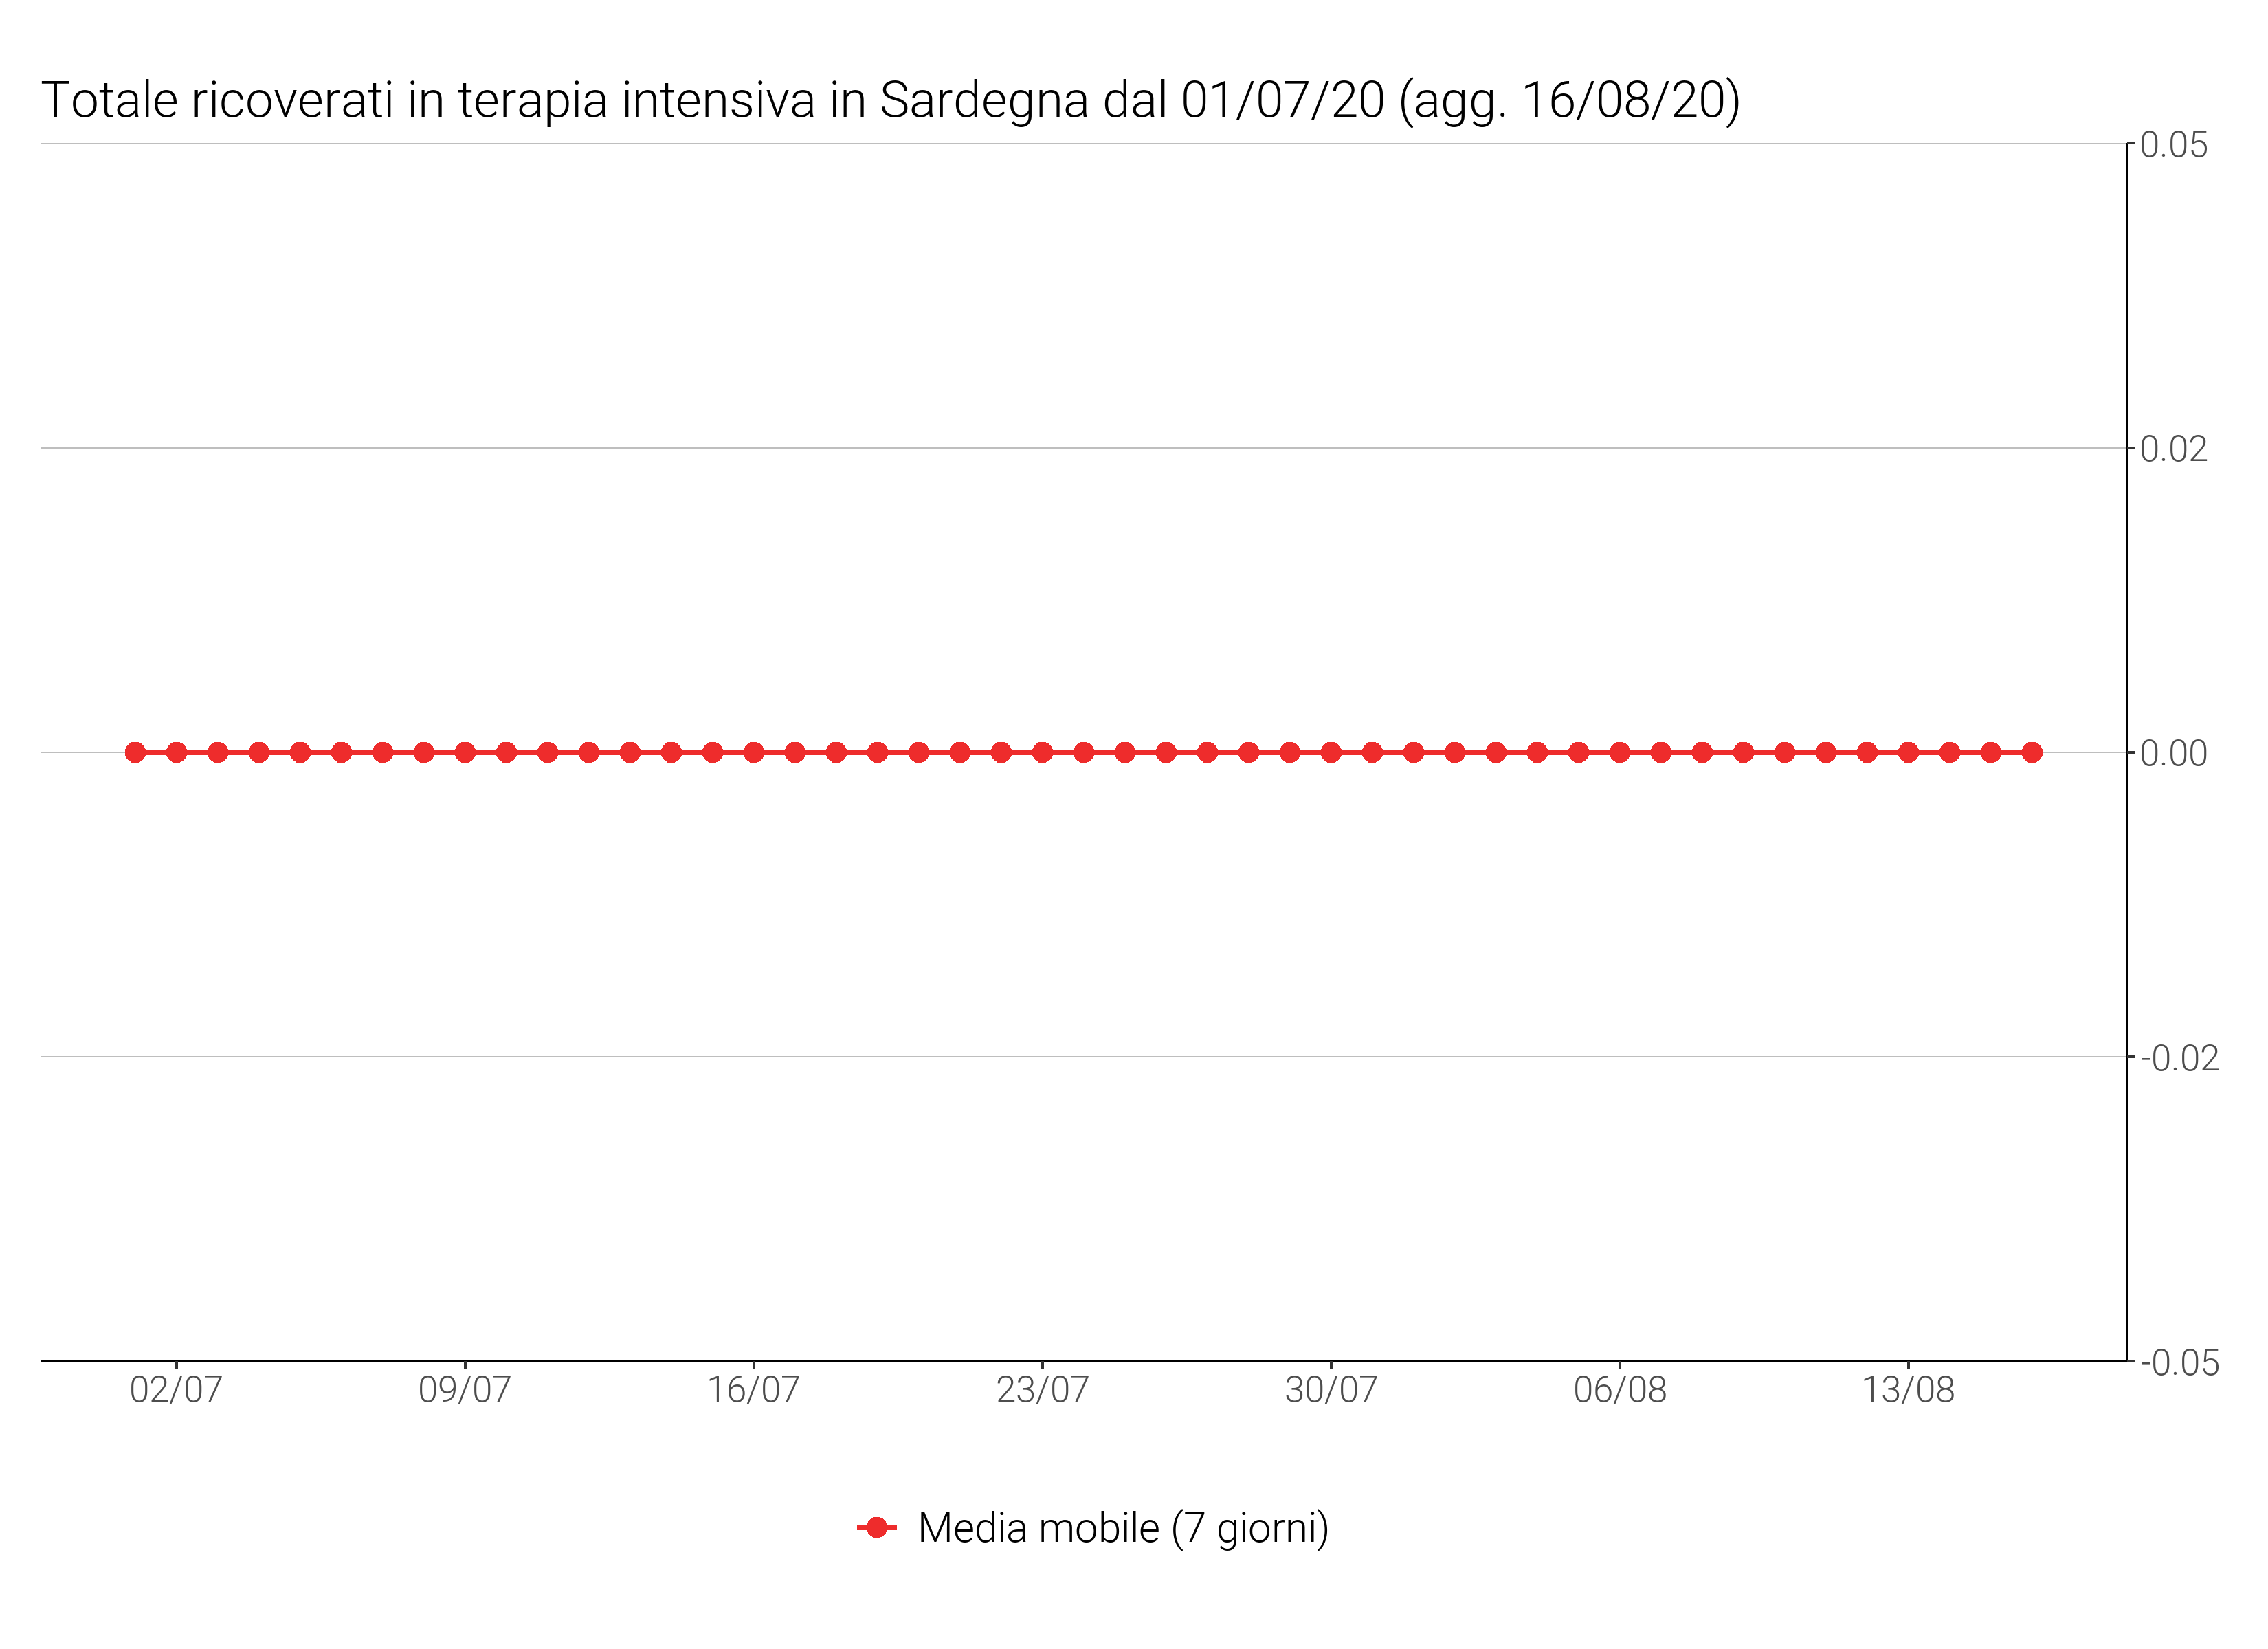 Totale ricoverati in terapia intensiva in Sardegna dal 01/07/20 (agg. 16/08/20)
0.05
0.02
0.00
-0.02
-0.05
02/07 09/07 16/07 23/07 30/07 06/08 13/08
Media mobile (7 giorni)